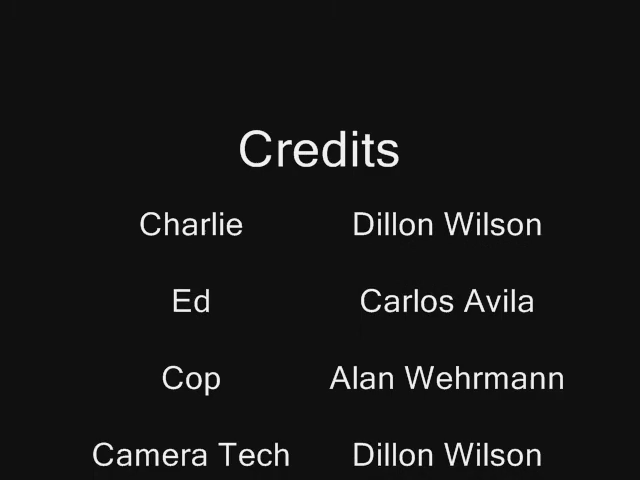 Credits
Charlie Dillon Wilson
Ed Carlos Avila
Cop Alan Wehrmann
Camera Tech Dillon Wilson